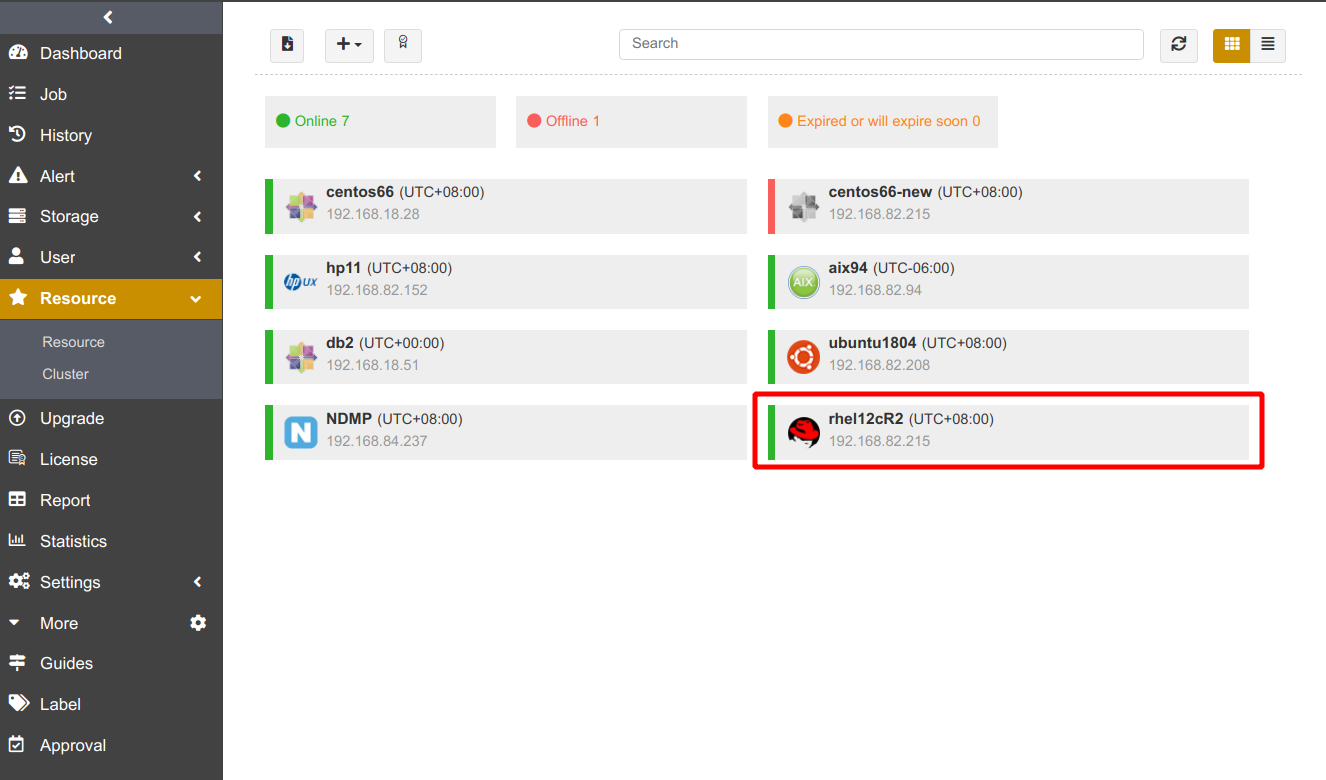 Dashboard
Job
History
Alert
Storage
User
Resource
Resource
Cluster
Upgrade
License
Report
Statistics
Settings
More
Guides
Label
Approval
Search
Online 7
Offline 1
Expired or will expire soon 0
centos66 (UTC+08:00)
192.168.18.28
centos66-new (UTC+08:00)
192.168.82.215
hp UX
hp11 (UTC+08:00)
192.168.82.152
AIX
aix94 (UTC-06:00)
192.168.82.94
db2 (UTC+00:00)
192.168.18.51
ubuntu1804 (UTC+08:00)
192.168.82.208
N
NDMP (UTC+08:00)
192.168.84.237
rhel12cR2 (UTC+08:00)
192.168.82.215